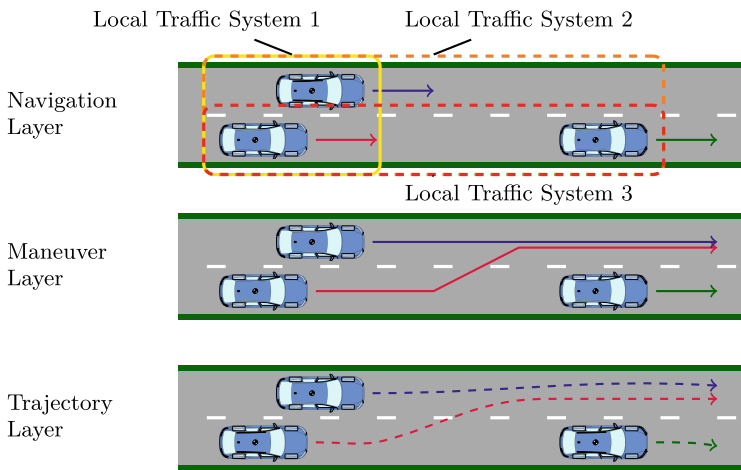 Local Traffic System 1
Local Traffic System 2
Navigation
Layer
Local Traffic System 3
Maneuver
Layer
Trajectory
Layer